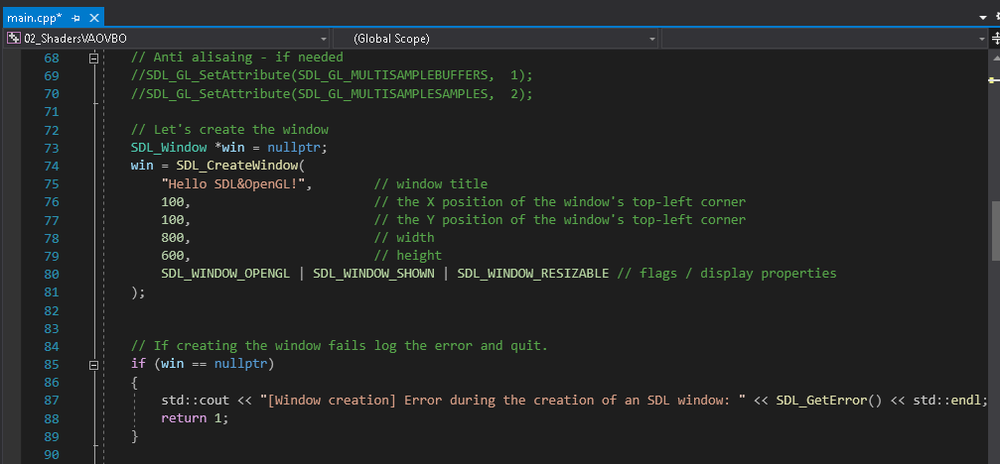 main.cpp*
02_ShadersVAOVBO (Global Scope)
68 // Anti alisaing - if needed
69 //SDL_GL_SetAttribute(SDL_GL_MULTISAMPLEBUFFERS,  1);
70 //SDL_GL_SetAttribute(SDL_GL_MULTISAMPLESAMPLES,  2);
71
72 // Let's create the window
73 SDL_Window *win = nullptr;
74 win = SDL_CreateWindow(
75     "Hello SDL&OpenGL!",        // window title
76     100,                        // the X position of the window's top-left corner
77     100,                        // the Y position of the window's top-left corner
78     800,                        // width
79     600,                        // height
80     SDL_WINDOW_OPENGL | SDL_WINDOW_SHOWN | SDL_WINDOW_RESIZABLE // flags / display properties
81 );
82
83
84 // If creating the window fails log the error and quit.
85 if (win == nullptr)
86 {
87     std::cout << "[Window creation] Error during the creation of an SDL window: " << SDL_GetError() << std::endl;
88     return 1;
89 }
90